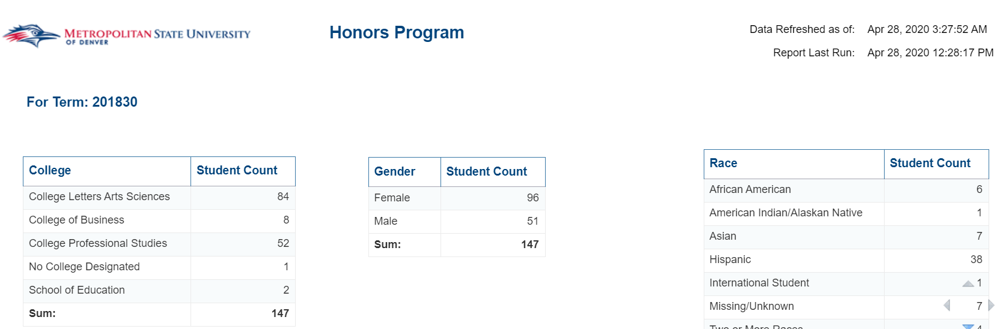 METROPOLITAN STATE UNIVERSITY
OF DENVER
Honors Program
Data Refreshed as of: Apr 28, 2020 3:27:52 AM
Report Last Run: Apr 28, 2020 12:28:17 PM
For Term: 201830
College Student Count
College Letters Arts Sciences 84
College of Business 8
College Professional Studies 52
No College Designated 1
School of Education 2
Sum: 147
Gender Student Count
Female 96
Male 51
Sum: 147
Race Student Count
African American 6
American Indian/Alaskan Native 1
Asian 7
Hispanic 38
International Student 1
Missing/Unknown 7
Two or More Races 4